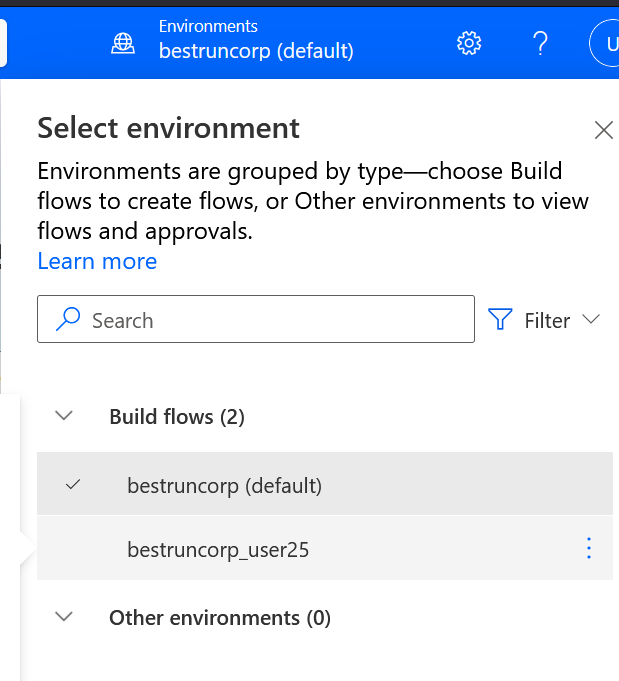 Environments
bestruncorp (default)
?
U
Select environment
Environments are grouped by type—choose Build
flows to create flows, or Other environments to view
flows and approvals.
Learn more
Search
Filter
Build flows (2)
bestruncorp (default)
bestruncorp_user25
Other environments (0)